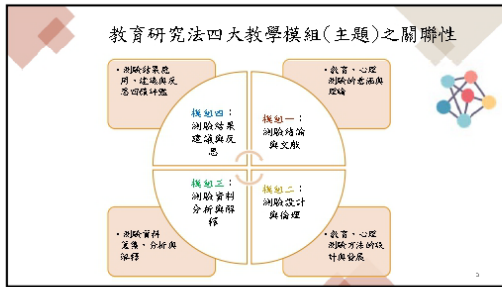 教育研究法四大教學模組(主題)之關聯性
• 測驗結果應
用、建議與反
思四領評鑑
• 教育、心理
測驗的意涵與
理論
模組四：
測驗結果
建議與反
思
模組一：
測驗緒論
與文獻
模組三：
測驗資料
分析與解
釋
模組二：
測驗設計
與倫理
• 測驗資料
蒐集、分析與
解釋
• 教育、心理
測驗方法的設
計與發展
3